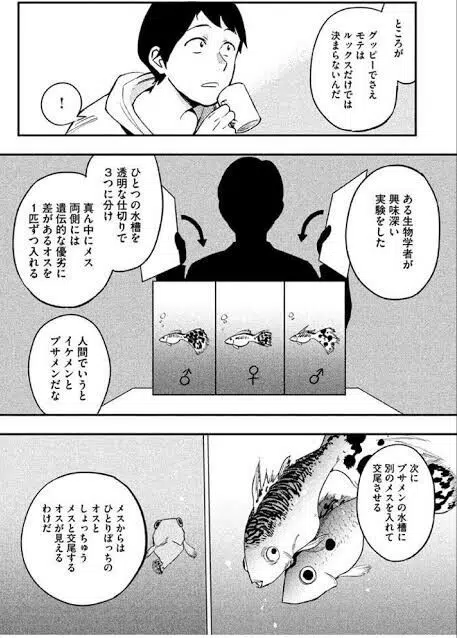 ところが
グッピーでさえ
モテは
ルックスだけでは
決まらないんだ
！
ある生物学者が
興味深い
実験をした
ひとつの水槽を
透明な仕切りで
３つに分け
真ん中にメス
両側には
遺伝的な優劣に
差があるオスを
１匹ずつ入れる
♂
♀
♂
人間でいうと
イケメンと
ブサメンだな
次に
ブサメンの水槽に
別のメスを入れて
交尾させる
メスからは
ひとりぼっちの
オスと
しょっちゅう
メスと交尾する
オスが見える
わけだ